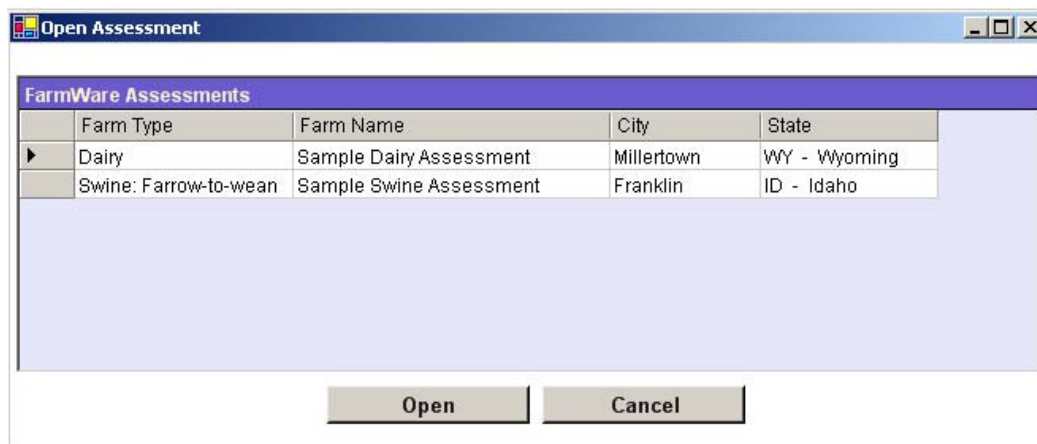 Open Assessment
FarmWare Assessments
Farm Type Farm Name City State
Dairy Sample Dairy Assessment Millertown WY - Wyoming
Swine: Farrow-to-wean Sample Swine Assessment Franklin ID - Idaho
Open Cancel